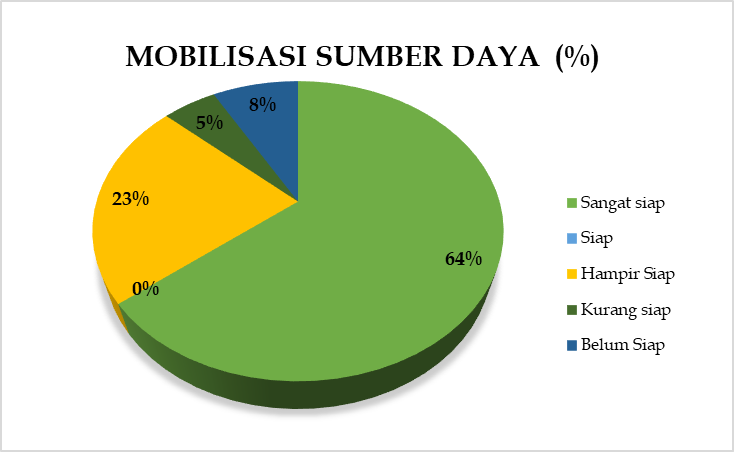 MOBILISASI SUMBER DAYA (%)
8%
5%
23%
64%
0%
Sangat siap
Siap
Hampir Siap
Kurang siap
Belum Siap